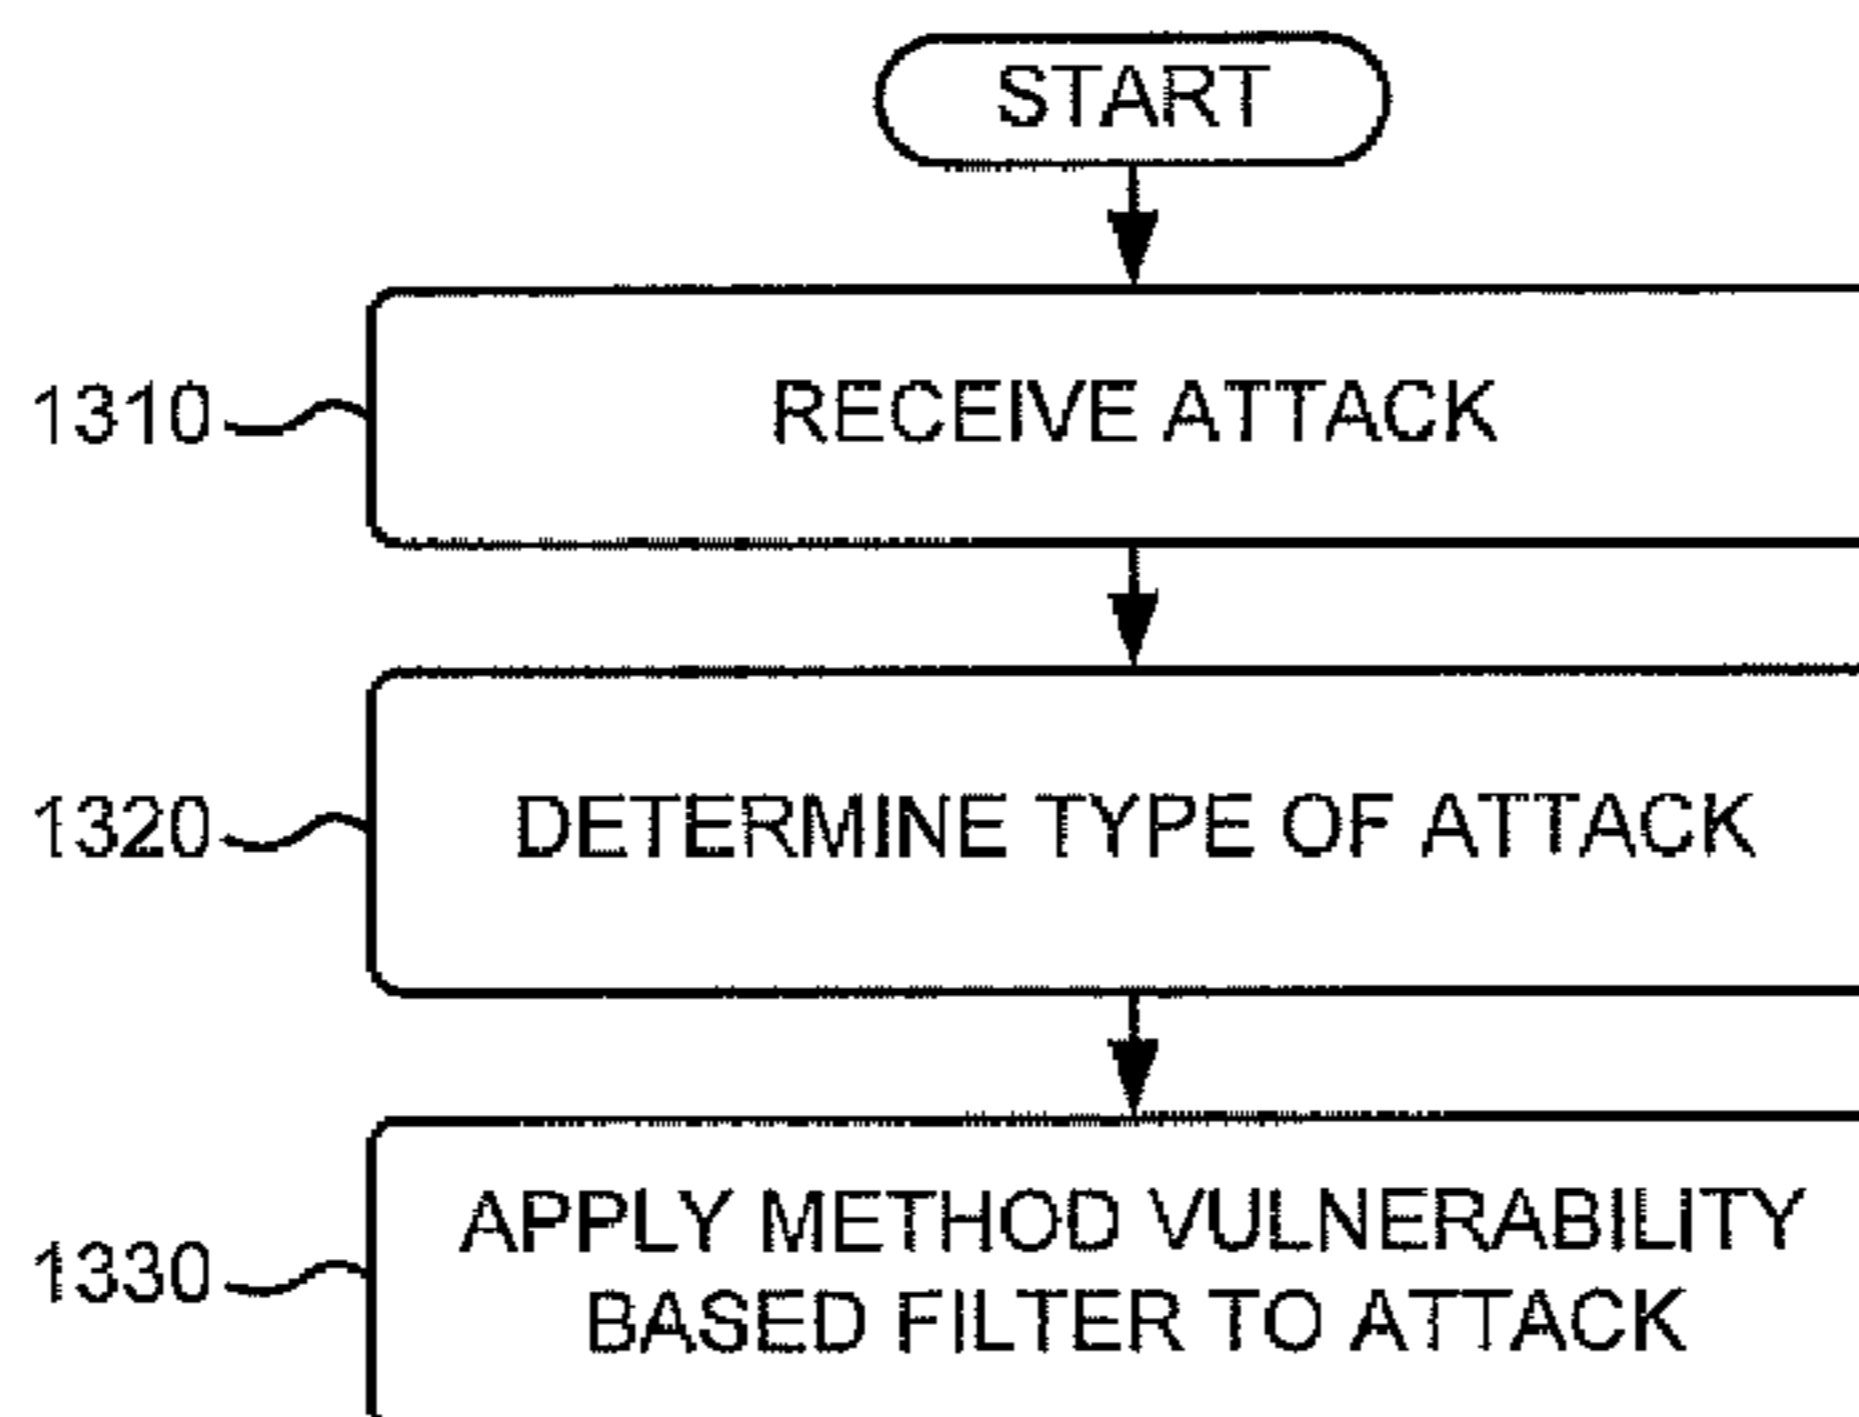 START
1310
RECEIVE ATTACK
1320
DETERMINE TYPE OF ATTACK
1330
APPLY METHOD VULNERABILITY
BASED FILTER TO ATTACK